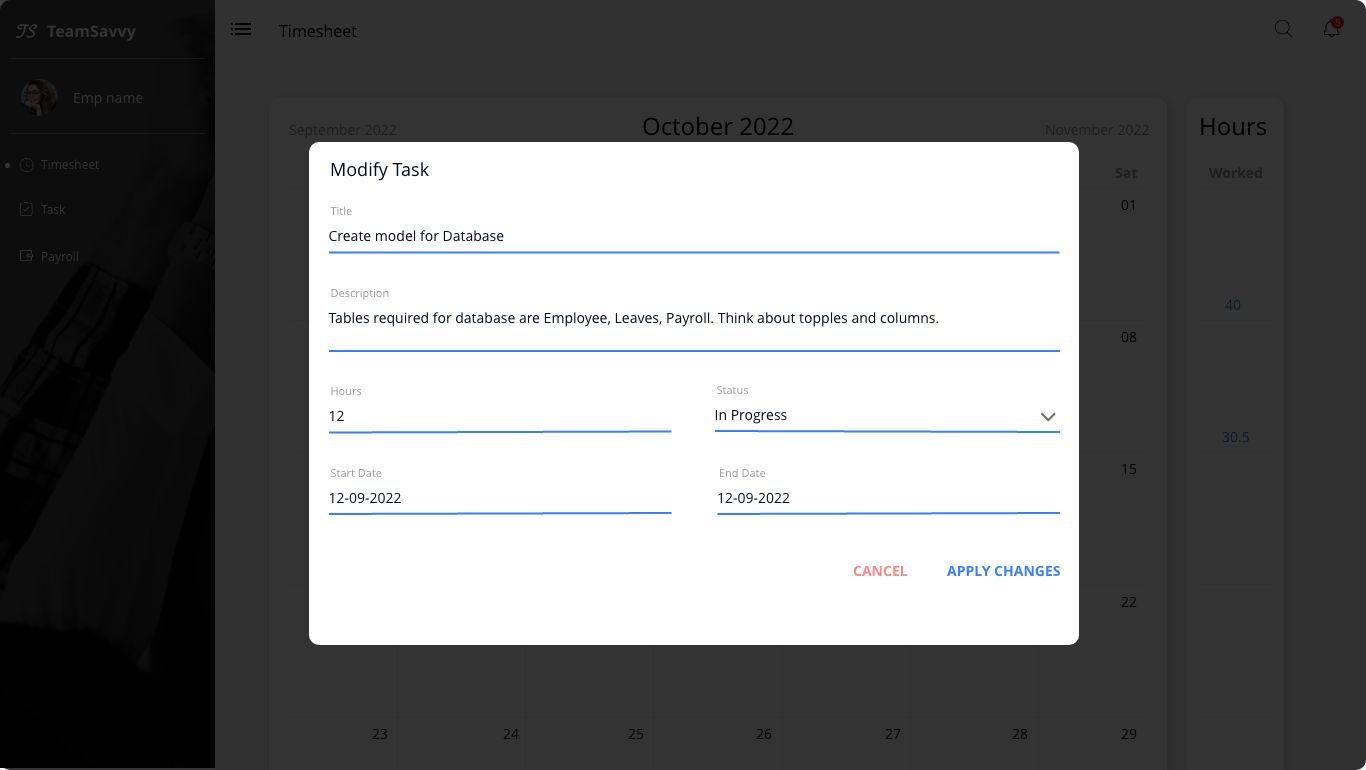 TS TeamSavvy
Timesheet
5
Emp name
Timesheet
Task
Payroll
September 2022
October 2022
November 2022
Hours
Sat
Worked
01
40
08
30.5
15
22
23
24
25
26
27
28
29
Modify Task
Title
Create model for Database
Description
Tables required for database are Employee, Leaves, Payroll. Think about topples and columns.
Hours
12
Status
In Progress
Start Date
12-09-2022
End Date
12-09-2022
CANCEL
APPLY CHANGES